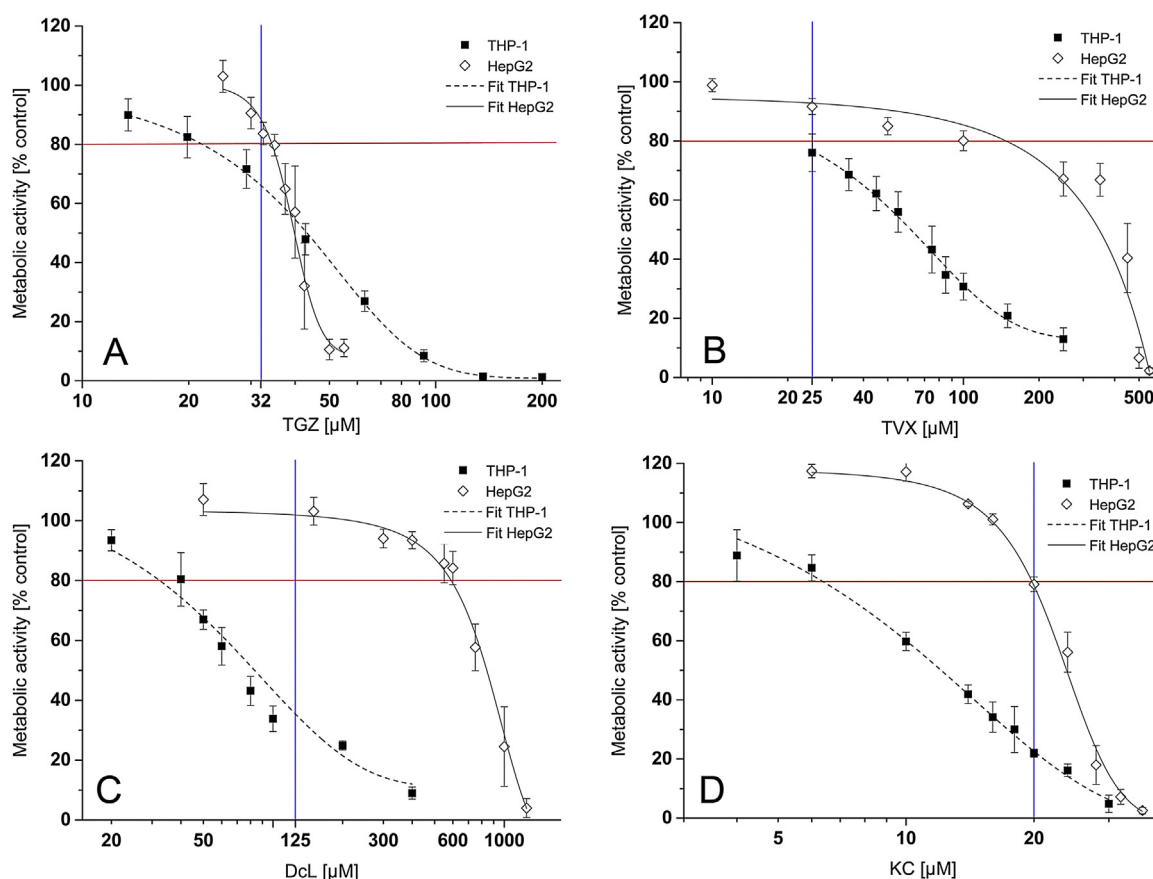 120
100
80
60
40
20
0
Metabolic activity [% control]
THP-1
HepG2
Fit THP-1
Fit HepG2
A
10 20 32 50 80 100 200
TGZ [µM]
120
100
80
60
40
20
0
Metabolic activity [% control]
THP-1
HepG2
Fit THP-1
Fit HepG2
B
10 20 25 40 70 100 200 500
TVX [µM]
120
100
80
60
40
20
0
Metabolic activity [% control]
THP-1
HepG2
Fit THP-1
Fit HepG2
C
20 50 125 300 600 1000
DcL [µM]
120
100
80
60
40
20
0
Metabolic activity [% control]
THP-1
HepG2
Fit THP-1
Fit HepG2
D
5 10 20
KC [µM]